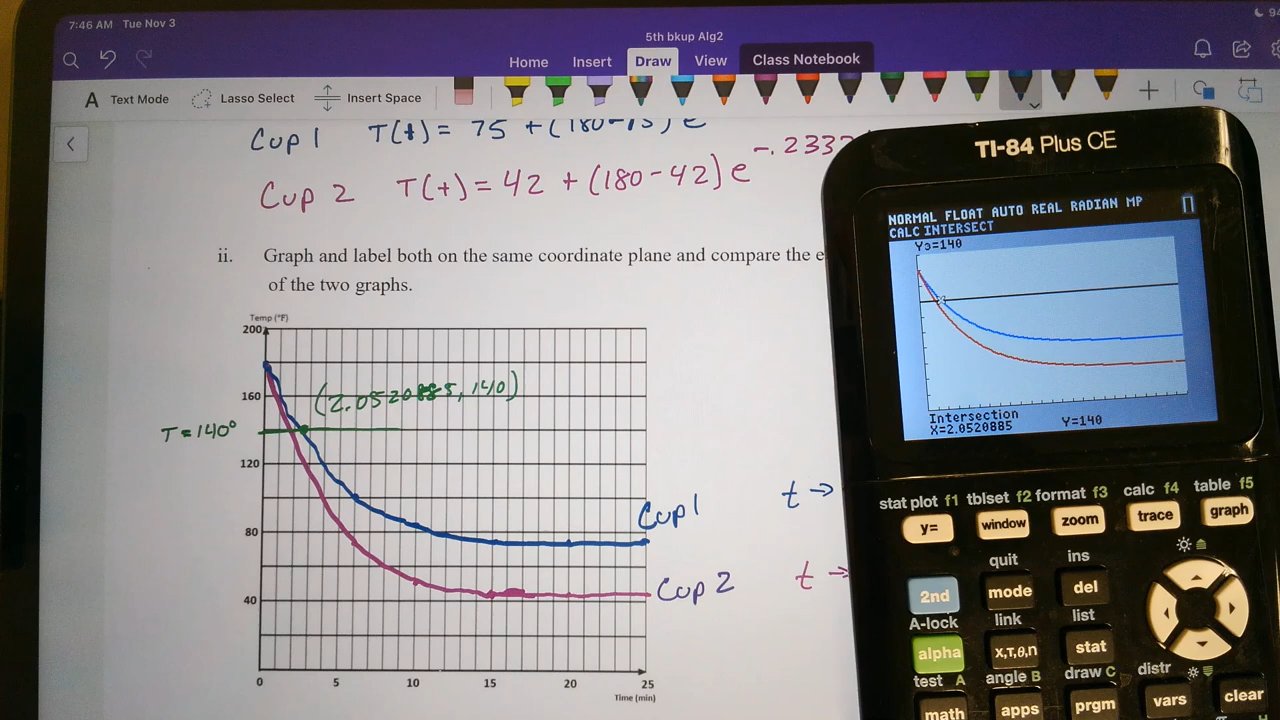 7:46 AM Tue Nov 3
94
5th bkup Alg2
Home Insert Draw View Class Notebook
A Text Mode Lasso Select Insert Space
Cup 1 T(t) = 75 + (180-75) e
Cup 2 T(t) = 42 + (180-42) e -.2337
ii. Graph and label both on the same coordinate plane and compare the e
of the two graphs.
Temp (°F)
200
160
120
80
40
0 5 10 15 20 25
Time (min)
(2.0520885, 140)
T = 140°
Cup 1
Cup 2
t →
t →
TI-84 Plus CE
NORMAL FLOAT AUTO REAL RADIAN MP
CALC INTERSECT
Y3=140
Intersection
X=2.0520885 Y=140
stat plot f1 tblset f2 format f3 calc f4 table f5
y= window zoom trace graph
quit ins
2nd mode del
A-lock link list
alpha X,T,θ,n stat
test A angle B draw C distr
math apps prgm vars clear